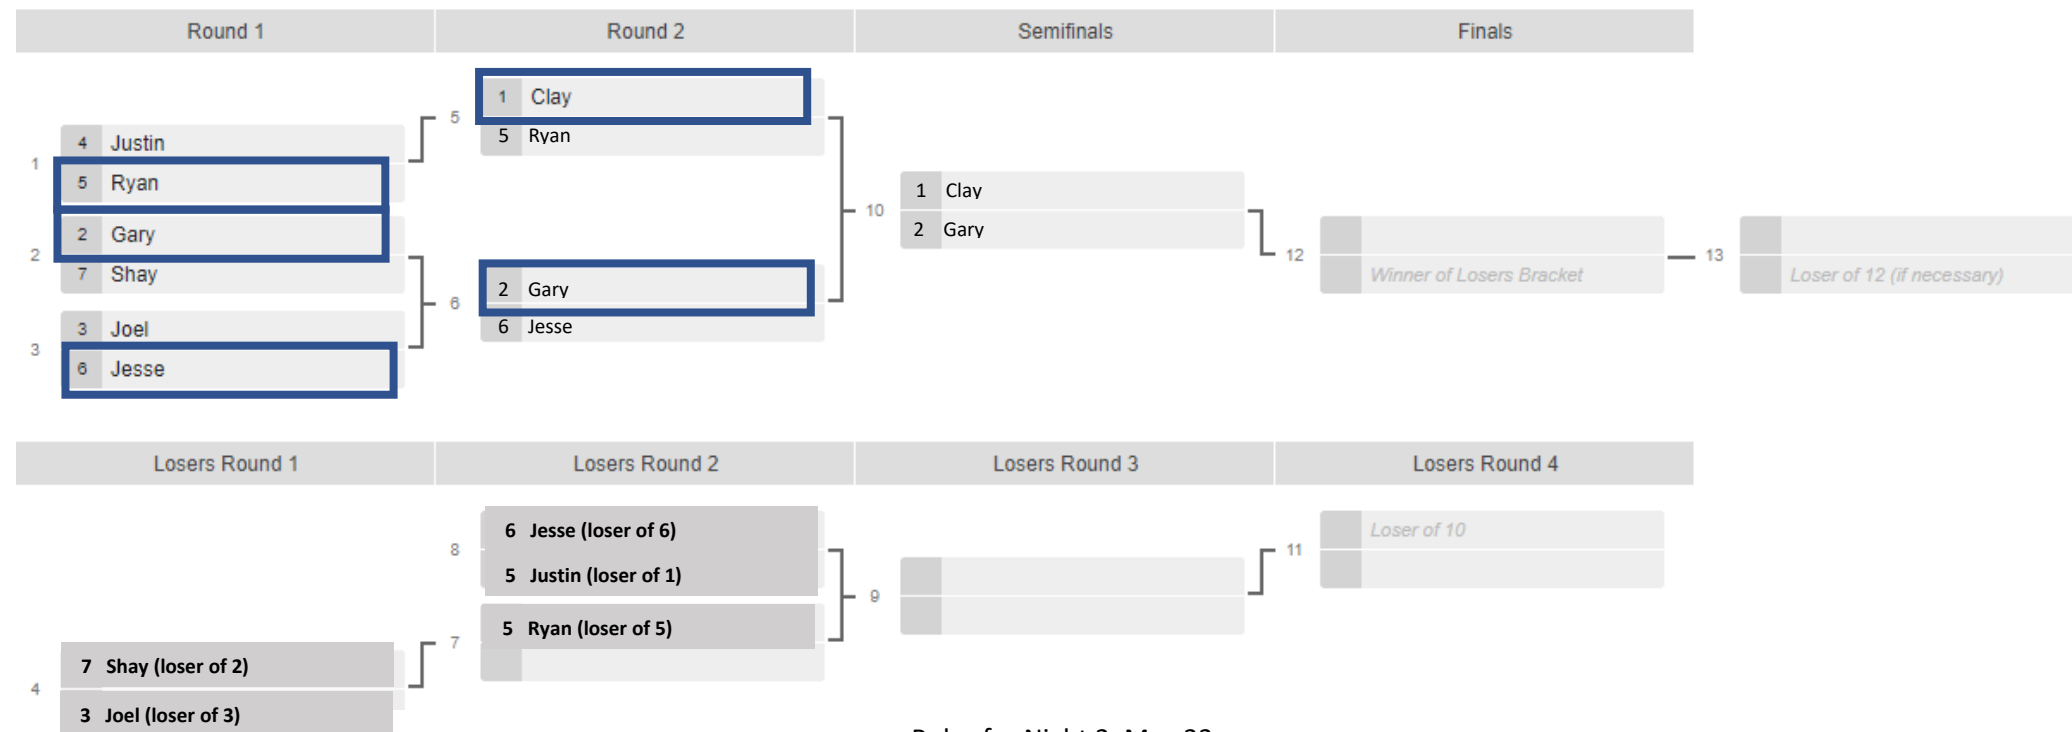 Round 1 Round 2 Semifinals Finals
1 Clay
5
5 Ryan
4 Justin
1
5 Ryan
1 Clay
10
2 Gary
2 Gary
2
7 Shay
12
Winner of Losers Bracket
13
Loser of 12 (if necessary)
2 Gary
6
6 Jesse
3 Joel
3
6 Jesse
Losers Round 1 Losers Round 2 Losers Round 3 Losers Round 4
6 Jesse (loser of 6)
8
5 Justin (loser of 1)
Loser of 10
11
9
5 Ryan (loser of 5)
7
7 Shay (loser of 2)
4
3 Joel (loser of 3)